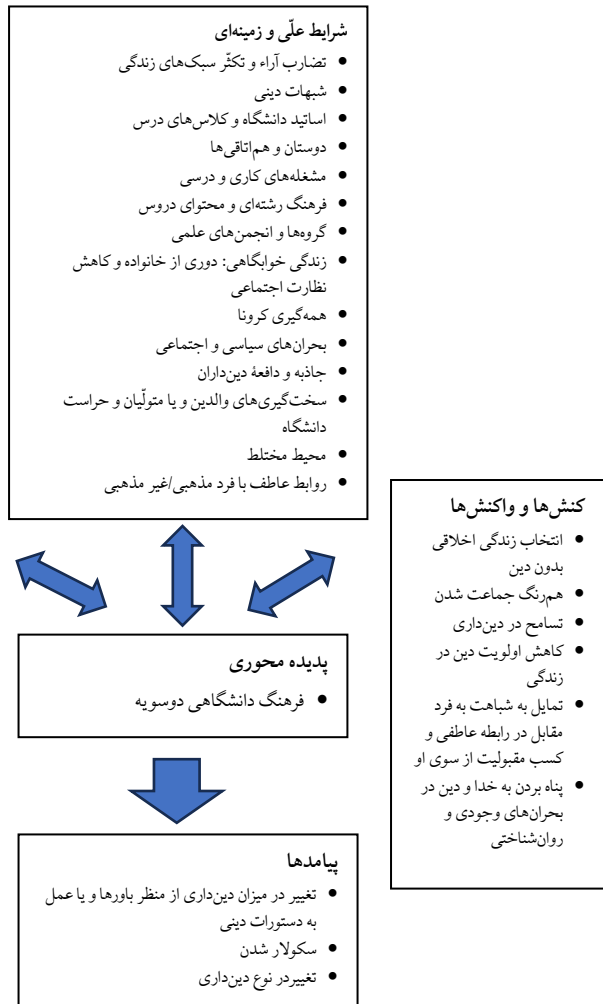 شرایط علّی و زمینه‌ای
● تضارب آراء و تکثّر سبک‌های زندگی
● شبهات دینی
● اساتید دانشگاه و کلاس‌های درس
● دوستان و هم‌اتاقی‌ها
● مشغله‌های کاری و درسی
● فرهنگ رشته‌ای و محتوای دروس
● گروه‌ها و انجمن‌های علمی
● زندگی خوابگاهی: دوری از خانواده و کاهش
نظارت اجتماعی
● همه‌گیری کرونا
● بحران‌های سیاسی و اجتماعی
● جاذبه و دافعۀ دین‌داران
● سخت‌گیری‌های والدین و یا متولّیان و حراست
دانشگاه
● محیط مختلط
● روابط عاطف با فرد مذهبی/غیر مذهبی
کنش‌ها و واکنش‌ها
● انتخاب زندگی اخلاقی
بدون دین
● هم‌رنگ جماعت شدن
● تسامح در دین‌داری
● کاهش اولویت دین در
زندگی
● تمایل به شباهت به فرد
مقابل در رابطه عاطفی و
کسب مقبولیت از سوی او
● پناه بردن به خدا و دین در
بحران‌های وجودی و
روان‌شناختی
پدیده محوری
● فرهنگ دانشگاهی دوسویه
پیامدها
● تغییر در میزان دین‌داری از منظر باورها و یا عمل
به دستورات دینی
● سکولار شدن
● تغییردر نوع دین‌داری